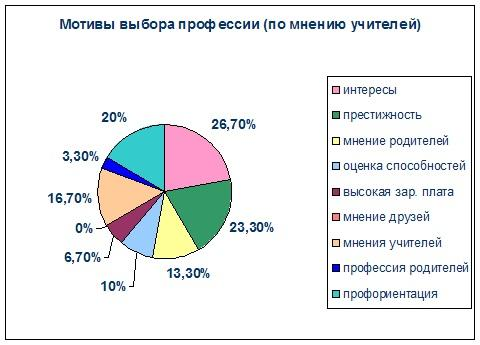 Мотивы выбора профессии (по мнению учителей)
26,70%
23,30%
13,30%
10%
6,70%
0%
16,70%
3,30%
20%
интересы
престижность
мнение родителей
оценка способностей
высокая зар. плата
мнение друзей
мнения учителей
профессия родителей
профориентация